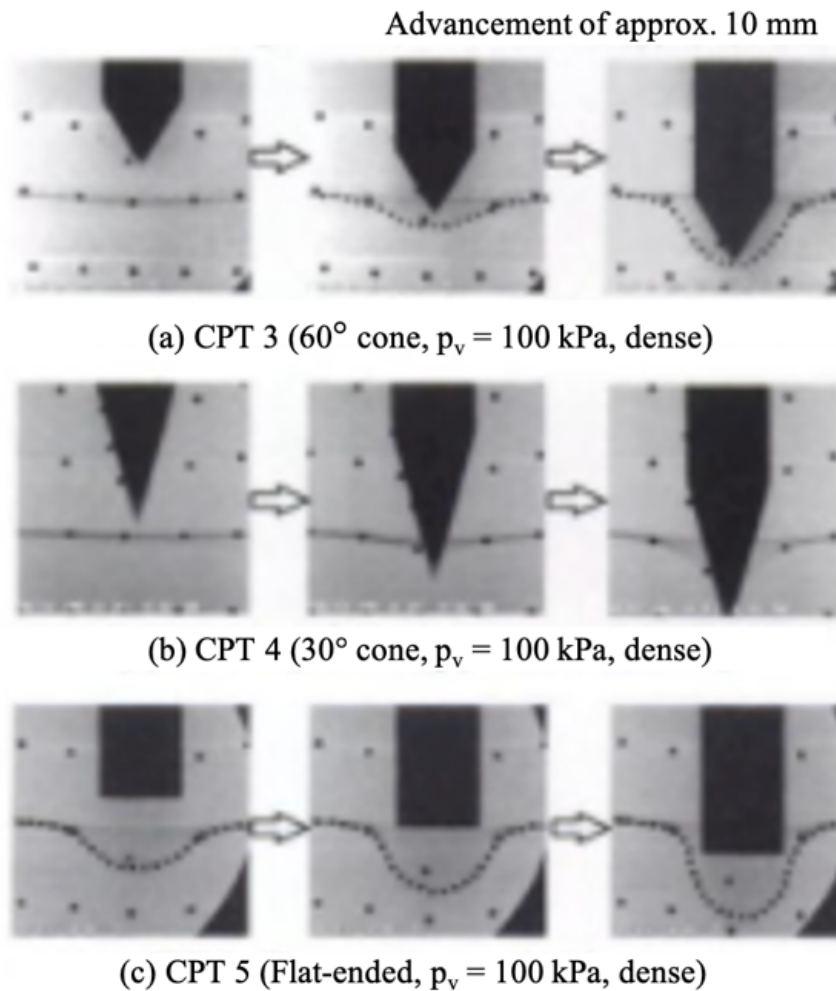 Advancement of approx. 10 mm
(a) CPT 3 (60° cone, pᵥ = 100 kPa, dense)
(b) CPT 4 (30° cone, pᵥ = 100 kPa, dense)
(c) CPT 5 (Flat-ended, pᵥ = 100 kPa, dense)